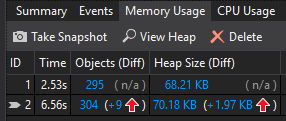 Summary Events Memory Usage CPU Usage
Take Snapshot View Heap Delete
ID Time Objects (Diff) Heap Size (Diff)
1 2.53s 295 (n/a) 68.21 KB (n/a)
2 6.56s 304 (+9) 70.18 KB (+1.97 KB)